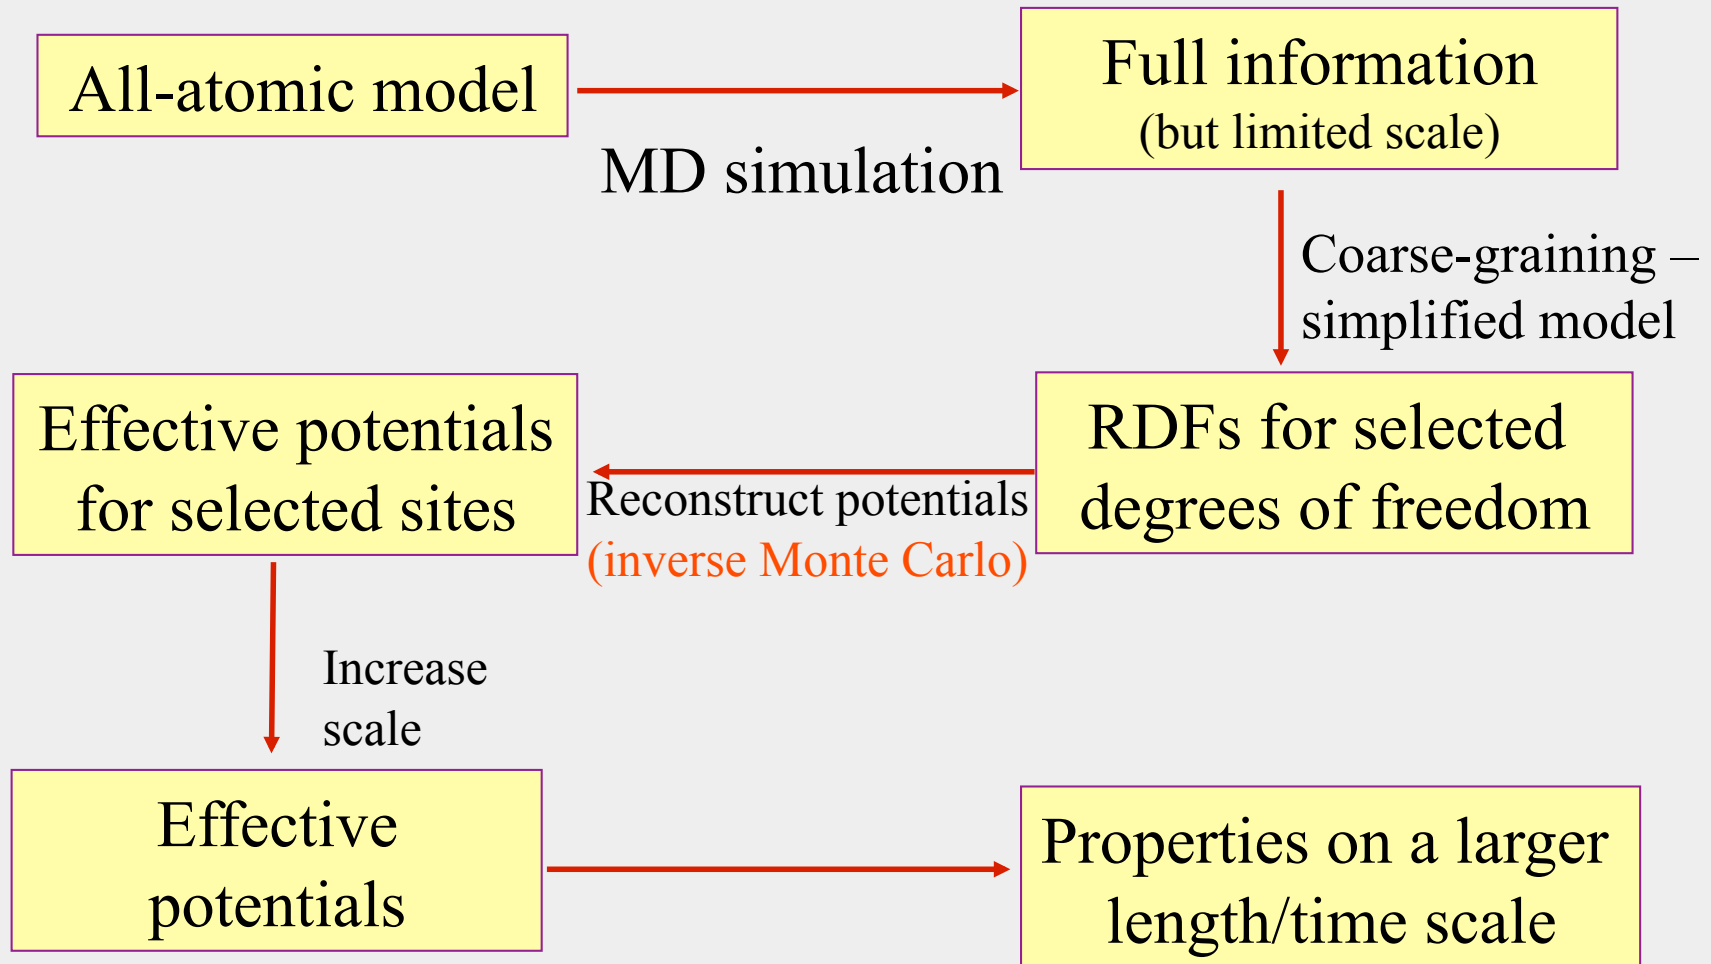 All-atomic model
MD simulation
Full information
(but limited scale)
Coarse-graining –
simplified model
RDFs for selected
degrees of freedom
Reconstruct potentials
(inverse Monte Carlo)
Effective potentials
for selected sites
Increase
scale
Effective
potentials
Properties on a larger
length/time scale